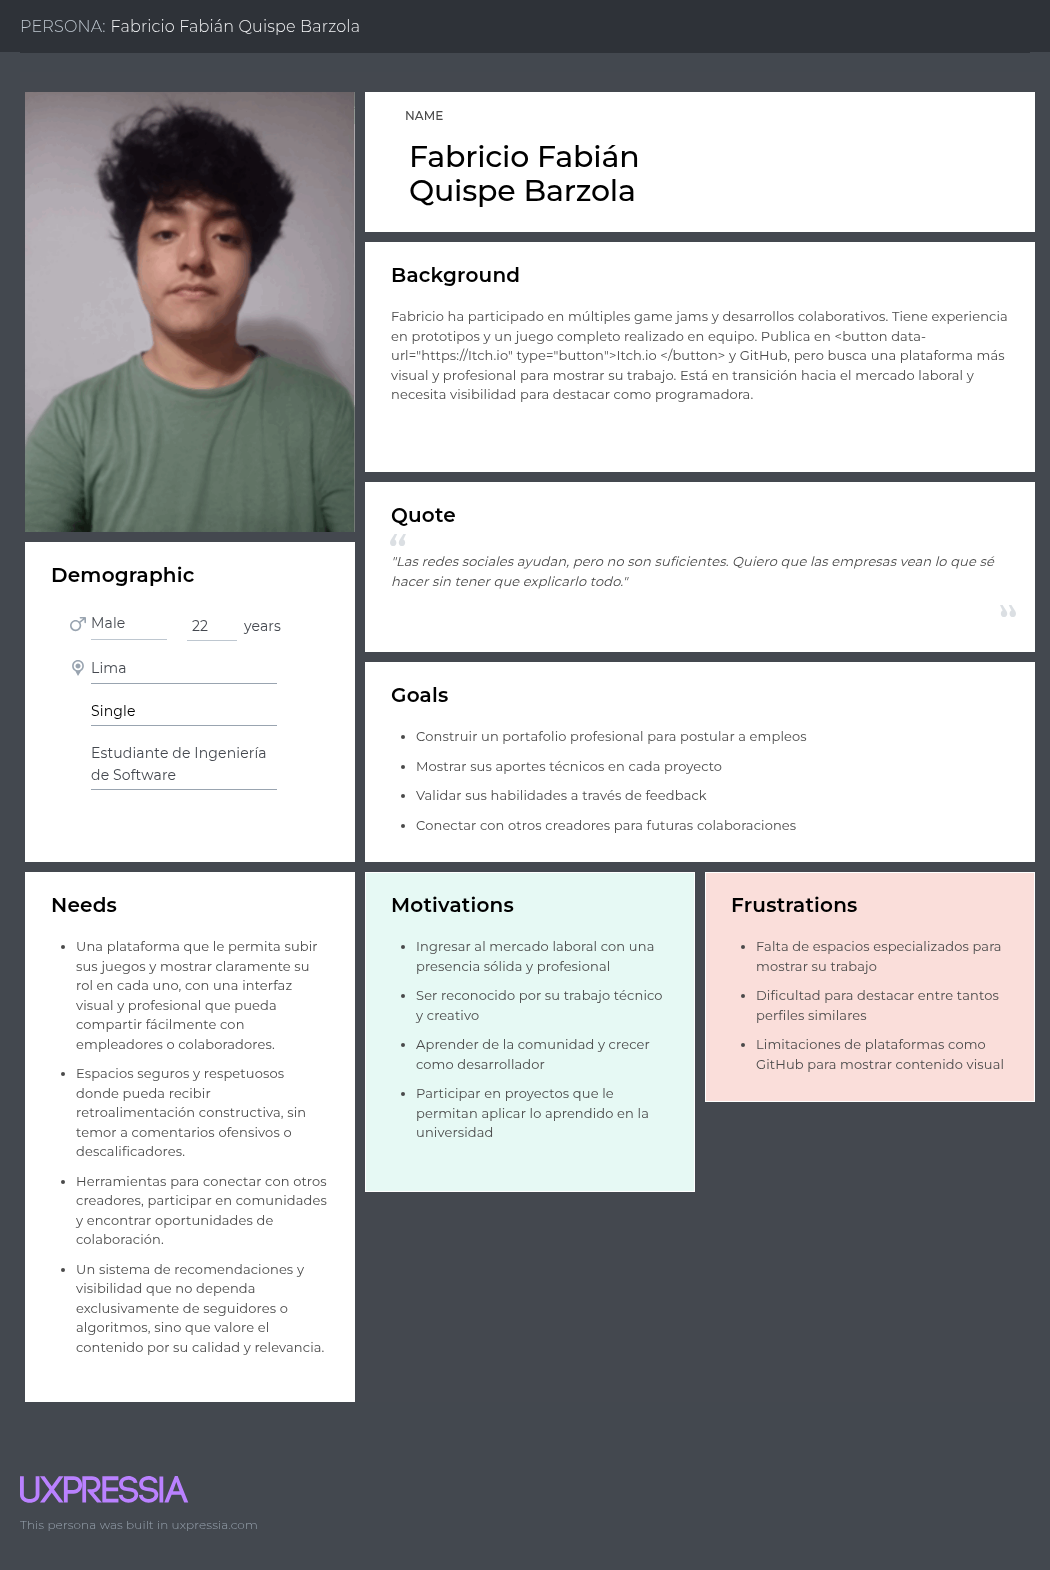 PERSONA: Fabricio Fabián Quispe Barzola
NAME
Fabricio Fabián
Quispe Barzola
Background
Fabricio ha participado en múltiples game jams y desarrollos colaborativos. Tiene experiencia
en prototipos y un juego completo realizado en equipo. Publica en <button data-
url="https://Itch.io" type="button">Itch.io </button> y GitHub, pero busca una plataforma más
visual y profesional para mostrar su trabajo. Está en transición hacia el mercado laboral y
necesita visibilidad para destacar como programadora.
Quote
"Las redes sociales ayudan, pero no son suficientes. Quiero que las empresas vean lo que sé
hacer sin tener que explicarlo todo."
Demographic
Male 22 years
Lima
Single
Estudiante de Ingeniería
de Software
Goals
Construir un portafolio profesional para postular a empleos
Mostrar sus aportes técnicos en cada proyecto
Validar sus habilidades a través de feedback
Conectar con otros creadores para futuras colaboraciones
Needs
Una plataforma que le permita subir
sus juegos y mostrar claramente su
rol en cada uno, con una interfaz
visual y profesional que pueda
compartir fácilmente con
empleadores o colaboradores.
Espacios seguros y respetuosos
donde pueda recibir
retroalimentación constructiva, sin
temor a comentarios ofensivos o
descalificadores.
Herramientas para conectar con otros
creadores, participar en comunidades
y encontrar oportunidades de
colaboración.
Un sistema de recomendaciones y
visibilidad que no dependa
exclusivamente de seguidores o
algoritmos, sino que valore el
contenido por su calidad y relevancia.
Motivations
Ingresar al mercado laboral con una
presencia sólida y profesional
Ser reconocido por su trabajo técnico
y creativo
Aprender de la comunidad y crecer
como desarrollador
Participar en proyectos que le
permitan aplicar lo aprendido en la
universidad
Frustrations
Falta de espacios especializados para
mostrar su trabajo
Dificultad para destacar entre tantos
perfiles similares
Limitaciones de plataformas como
GitHub para mostrar contenido visual
UXPRESSIA
This persona was built in uxpressia.com